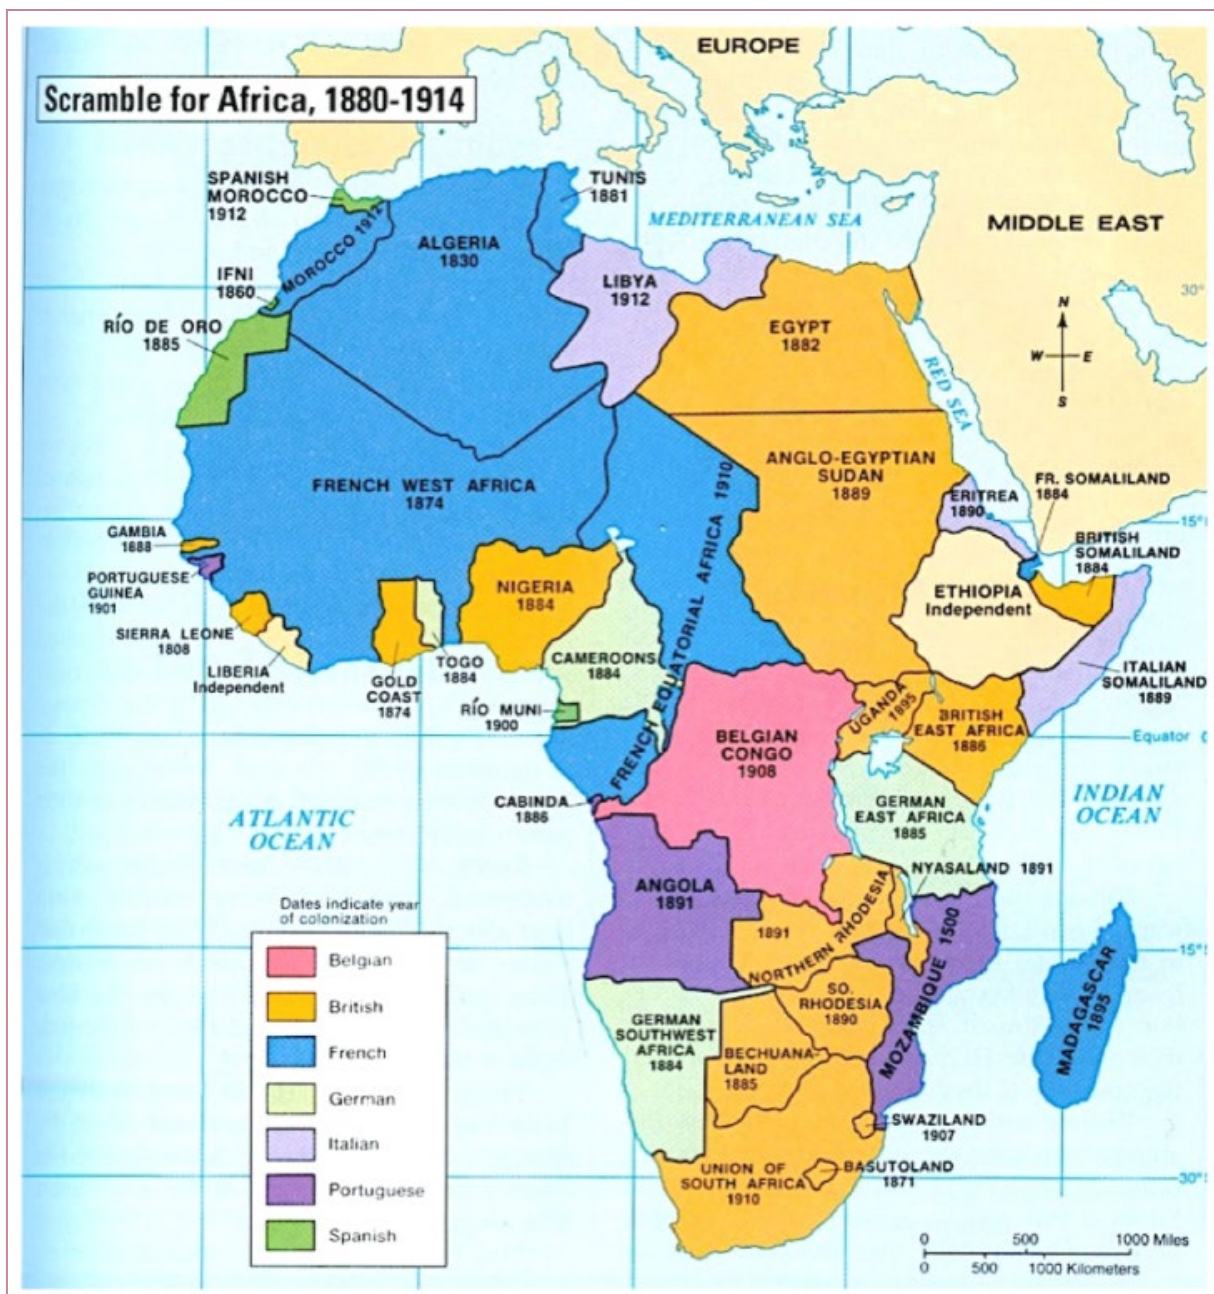 EUROPE
Scramble for Africa, 1880-1914
SPANISH
MOROCCO
1912
TUNIS
1881
MEDITERRANEAN SEA
MIDDLE EAST
MOROCCO 1912
ALGERIA
1830
IFNI
1860
LIBYA
1912
30°
N
W E
S
RÍO DE ORO
1885
EGYPT
1882
RED SEA
ANGLO-EGYPTIAN
SUDAN
1889
FRENCH WEST AFRICA
1874
FR. SOMALILAND
1884
ERITREA
1890
15°
GAMBIA
1888
BRITISH
SOMALILAND
1884
PORTUGUESE
GUINEA
1901
NIGERIA
1884
ETHIOPIA
Independent
FRENCH EQUATORIAL AFRICA 1910
SIERRA LEONE
1808
LIBERIA
Independent
TOGO
1884
GOLD
COAST
1874
CAMEROONS
1884
ITALIAN
SOMALILAND
1889
RÍO MUNI
1900
UGANDA
1895
BRITISH
EAST AFRICA
1886
BELGIAN
CONGO
1908
Equator 0
CABINDA
1886
GERMAN
EAST AFRICA
1885
ATLANTIC
OCEAN
INDIAN
OCEAN
NYASALAND 1891
ANGOLA
1891
1891
NORTHERN RHODESIA
MOZAMBIQUE 1500
SO.
RHODESIA
1890
MADAGASCAR
1895
GERMAN
SOUTHWEST
AFRICA
1884
BECHUANA-
LAND
1885
SWAZILAND
1907
UNION OF
SOUTH AFRICA
1910
BASUTOLAND
1871
30°
Dates indicate year
of colonization
Belgian
British
French
German
Italian
Portuguese
Spanish
0 500 1000 Miles
0 500 1000 Kilometers